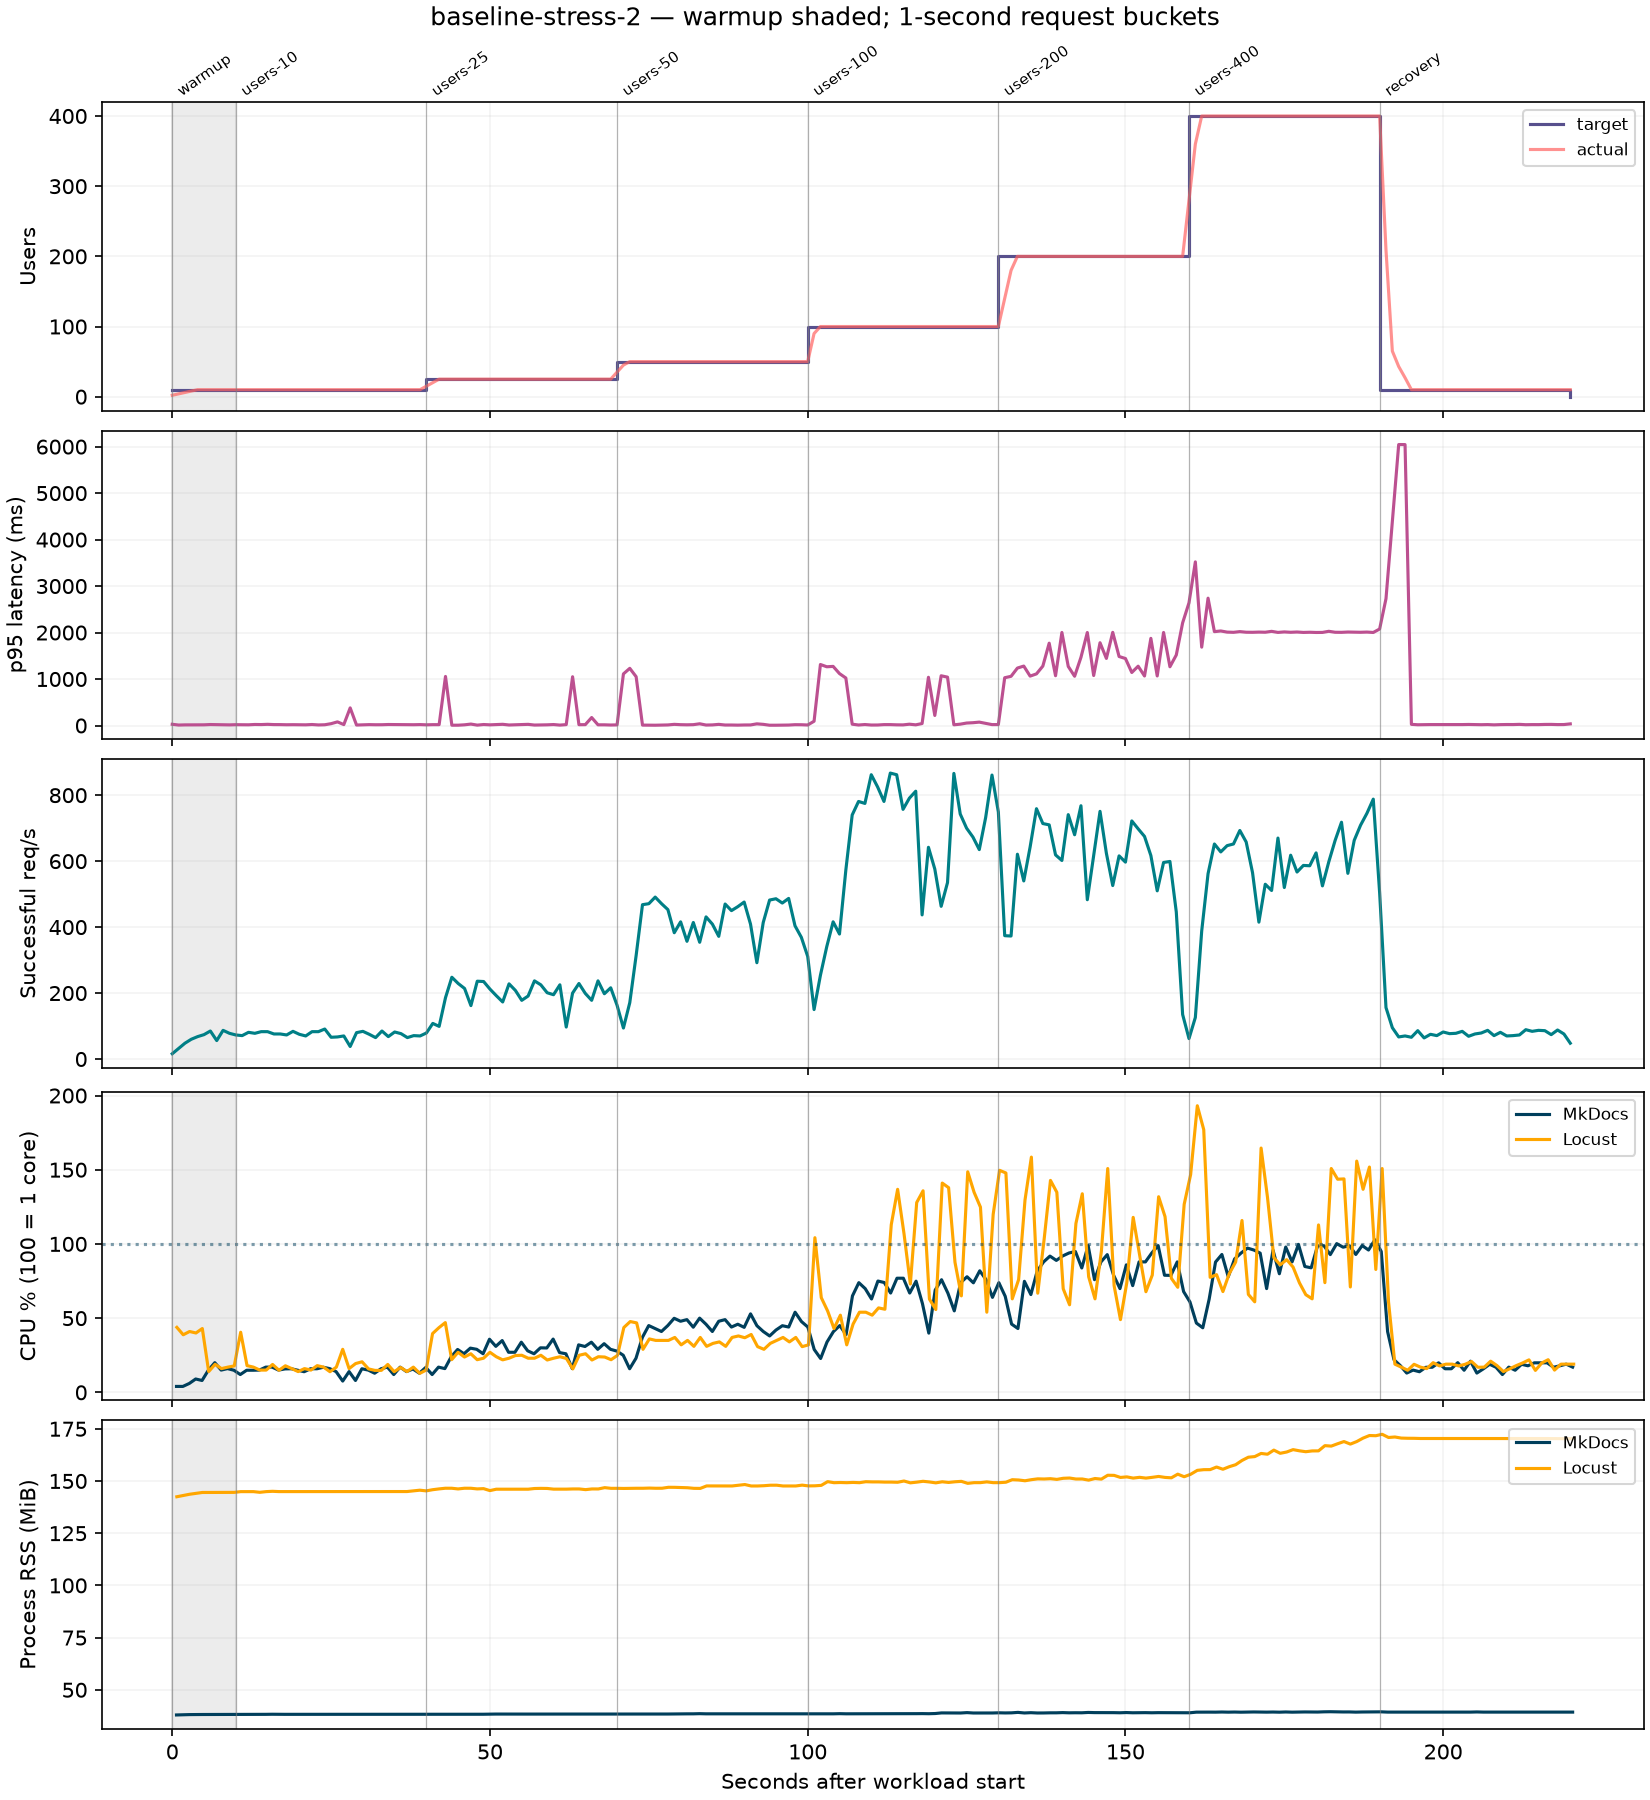 baseline-stress-2 — warmup shaded; 1-second request buckets
warmup
users-10
users-25
users-50
users-100
users-200
users-400
recovery
Users
400
300
200
100
0
target
actual
p95 latency (ms)
6000
5000
4000
3000
2000
1000
0
Successful req/s
800
600
400
200
0
CPU % (100 = 1 core)
200
150
100
50
0
MkDocs
Locust
Process RSS (MiB)
175
150
125
100
75
50
MkDocs
Locust
0
50
100
150
200
Seconds after workload start